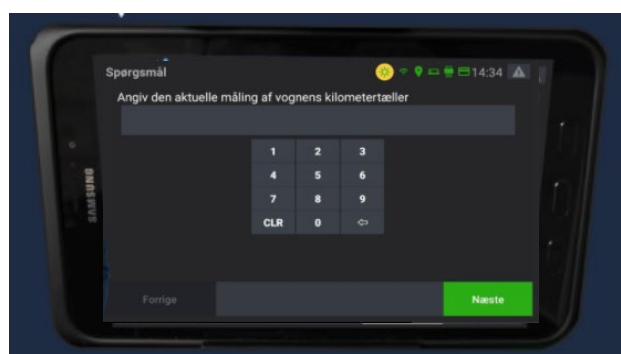 Spørgsmål
14:34
Angiv den aktuelle måling af vognens kilometertæller
1 2 3
4 5 6
7 8 9
CLR 0
SAMSUNG
Forrige
Næste